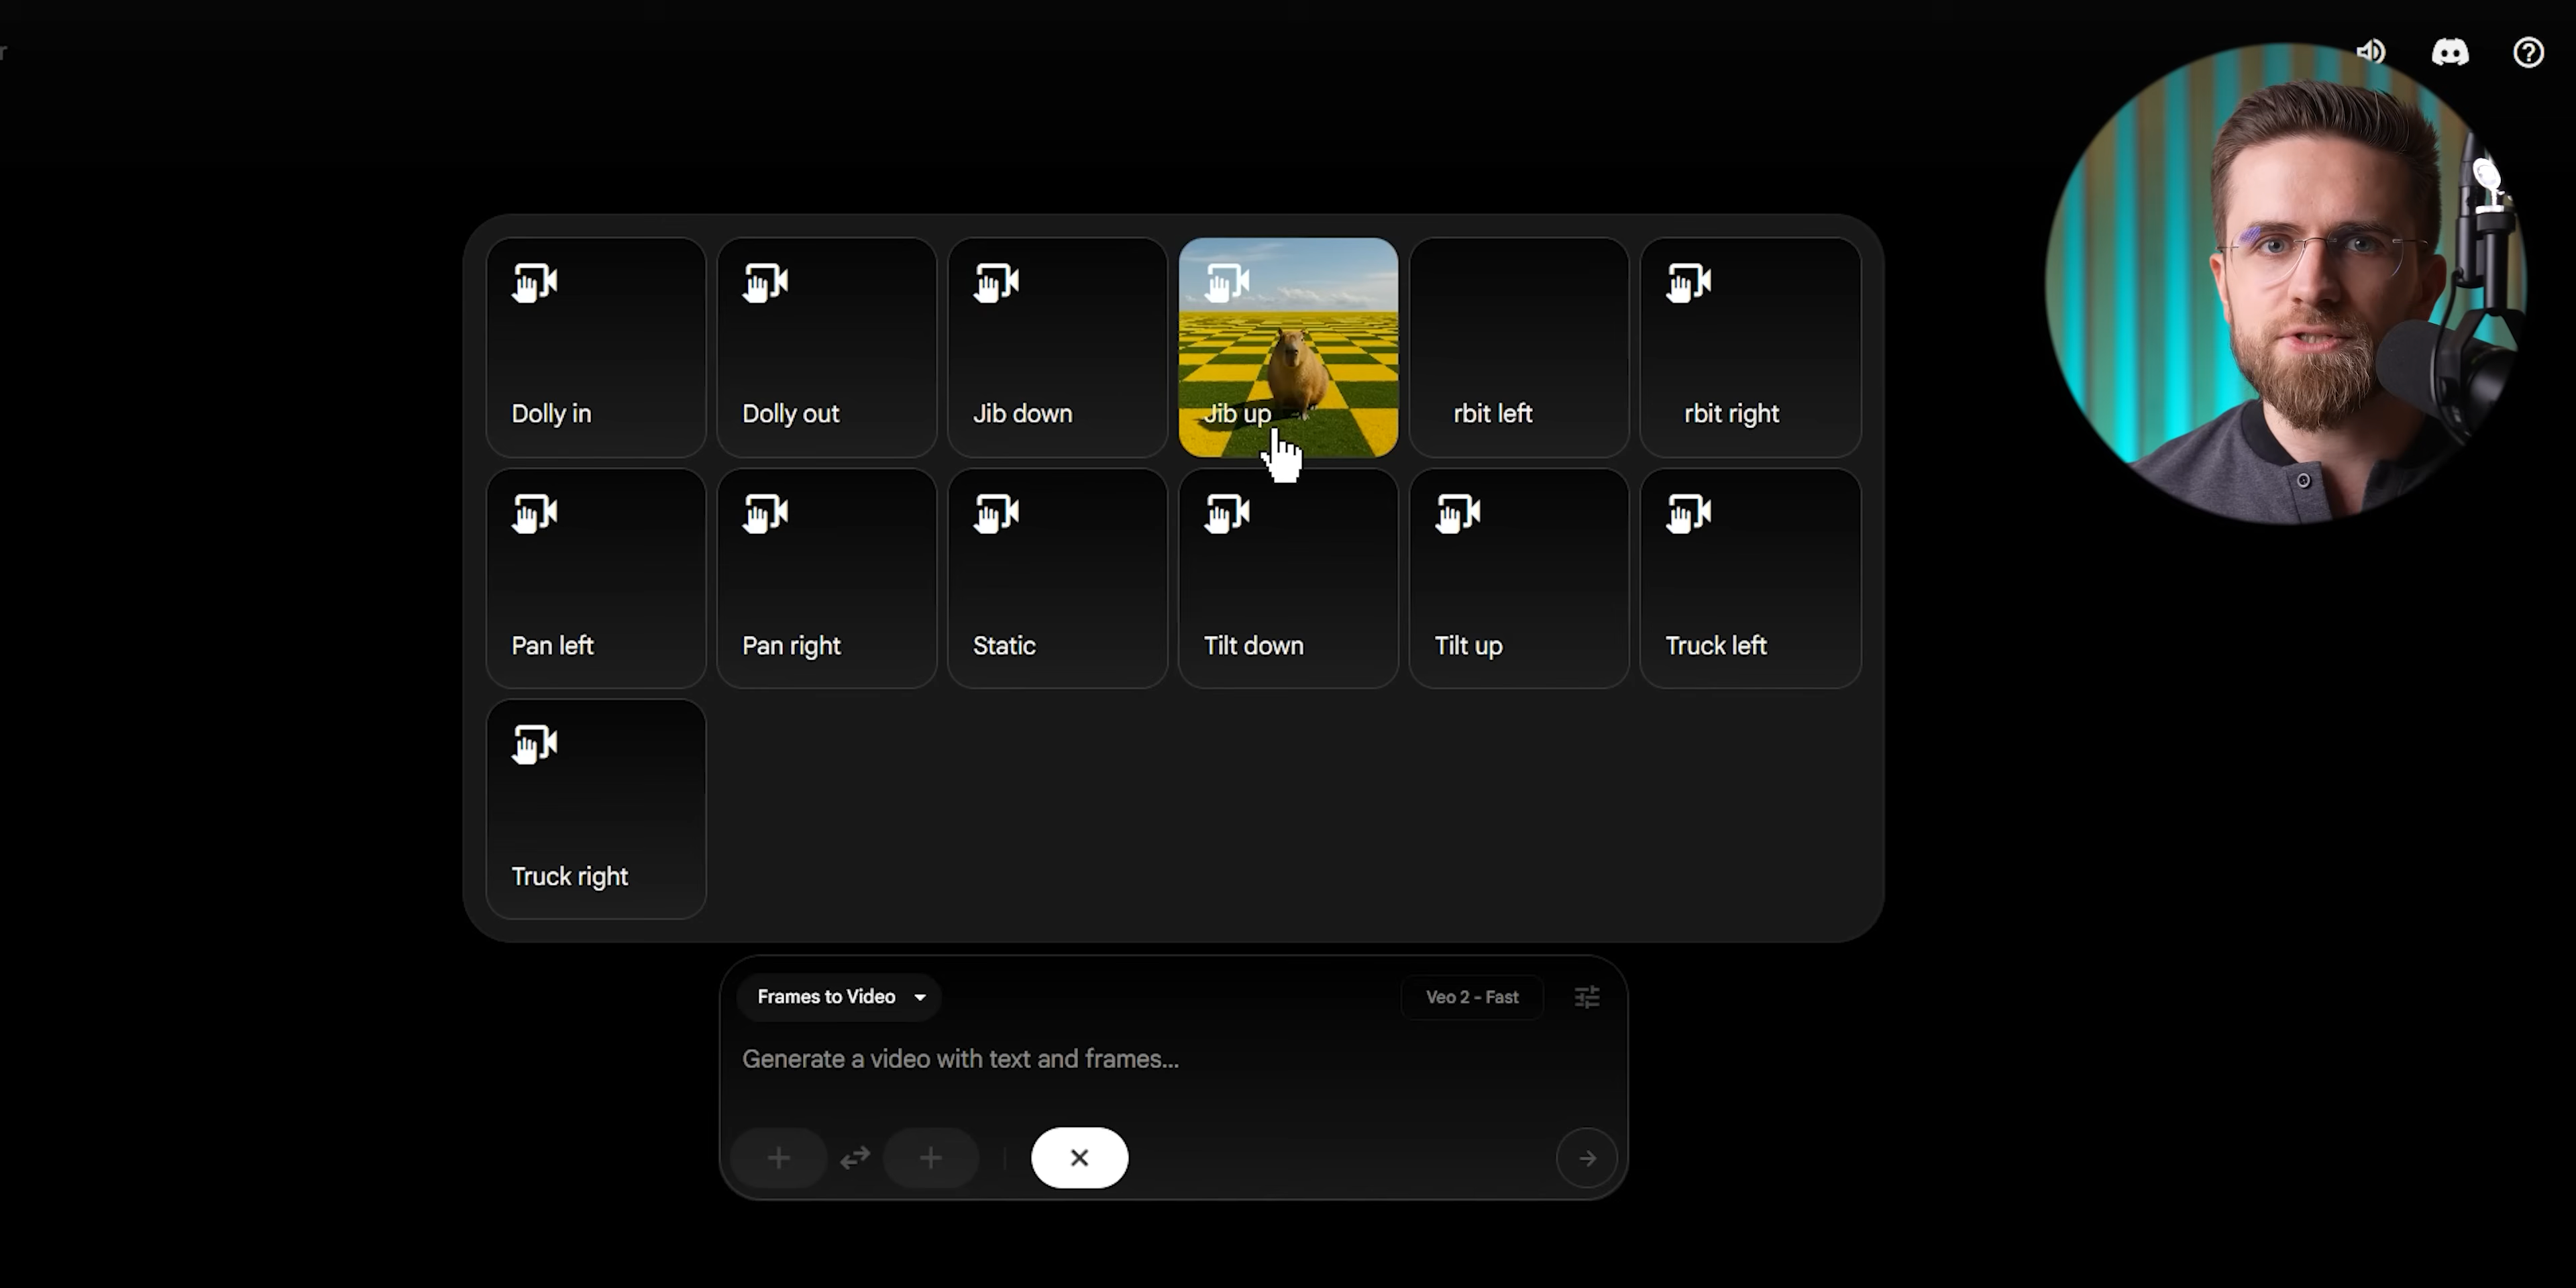 r
Dolly in
Dolly out
Jib down
Jib up
rbit left
rbit right
Pan left
Pan right
Static
Tilt down
Tilt up
Truck left
Truck right
Frames to Video
Veo 2 - Fast
Generate a video with text and frames...